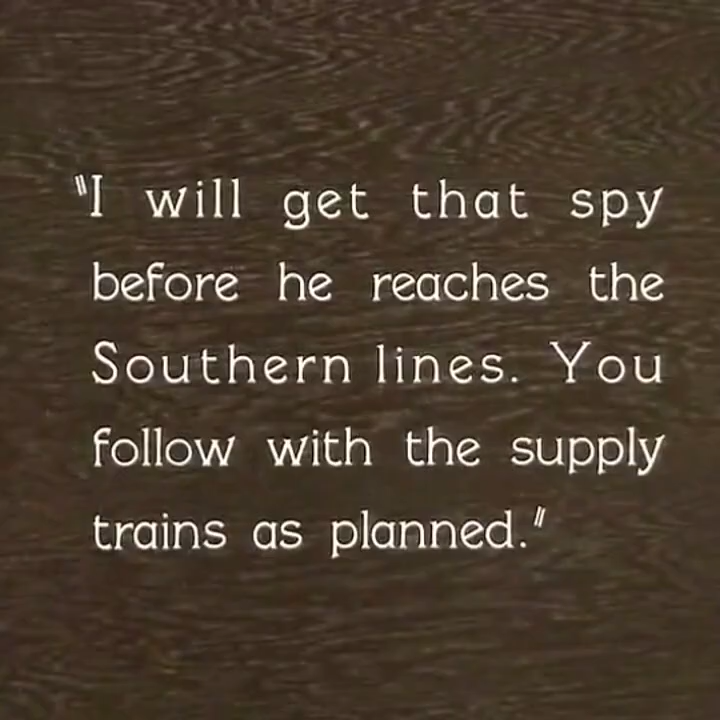 "I will get that spy
before he reaches the
Southern lines. You
follow with the supply
trains as planned."